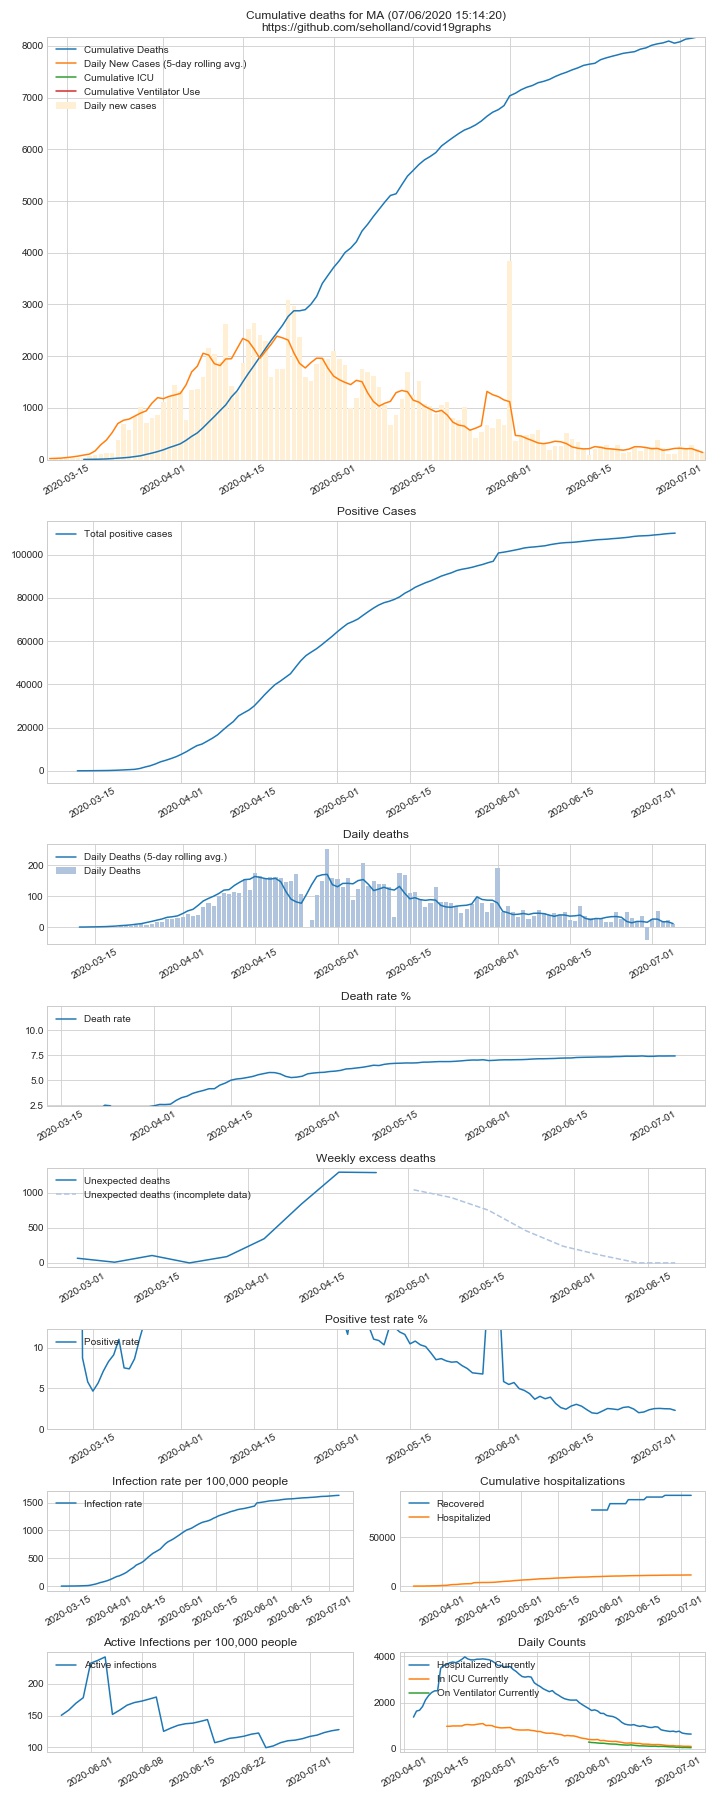 Cumulative deaths for MA (07/06/2020 15:14:20)
https://github.com/seholland/covid19graphs
Cumulative Deaths
Daily New Cases (5-day rolling avg.)
Cumulative ICU
Cumulative Ventilator Use
Daily new cases
8000
7000
6000
5000
4000
3000
2000
1000
0
2020-03-15 2020-04-01 2020-04-15 2020-05-01 2020-05-15 2020-06-01 2020-06-15 2020-07-01
Positive Cases
Total positive cases
100000
80000
60000
40000
20000
0
2020-03-15 2020-04-01 2020-04-15 2020-05-01 2020-05-15 2020-06-01 2020-06-15 2020-07-01
Daily deaths
Daily Deaths (5-day rolling avg.)
Daily Deaths
200
100
0
2020-03-15 2020-04-01 2020-04-15 2020-05-01 2020-05-15 2020-06-01 2020-06-15 2020-07-01
Death rate %
Death rate
10.0
7.5
5.0
2.5
2020-03-15 2020-04-01 2020-04-15 2020-05-01 2020-05-15 2020-06-01 2020-06-15 2020-07-01
Weekly excess deaths
Unexpected deaths
Unexpected deaths (incomplete data)
1000
500
0
2020-03-01 2020-03-15 2020-04-01 2020-04-15 2020-05-01 2020-05-15 2020-06-01 2020-06-15
Positive test rate %
Positive rate
10
5
0
2020-03-15 2020-04-01 2020-04-15 2020-05-01 2020-05-15 2020-06-01 2020-06-15 2020-07-01
Infection rate per 100,000 people
Infection rate
1500
1000
500
0
2020-03-15 2020-04-01 2020-04-15 2020-05-01 2020-05-15 2020-06-01 2020-06-15 2020-07-01
Cumulative hospitalizations
Recovered
Hospitalized
50000
0
2020-04-01 2020-04-15 2020-05-01 2020-05-15 2020-06-01 2020-06-15 2020-07-01
Active Infections per 100,000 people
Active infections
200
150
100
2020-06-01 2020-06-08 2020-06-15 2020-06-22 2020-07-01
Daily Counts
Hospitalized Currently
In ICU Currently
On Ventilator Currently
4000
2000
0
2020-04-01 2020-04-15 2020-05-01 2020-05-15 2020-06-01 2020-06-15 2020-07-01